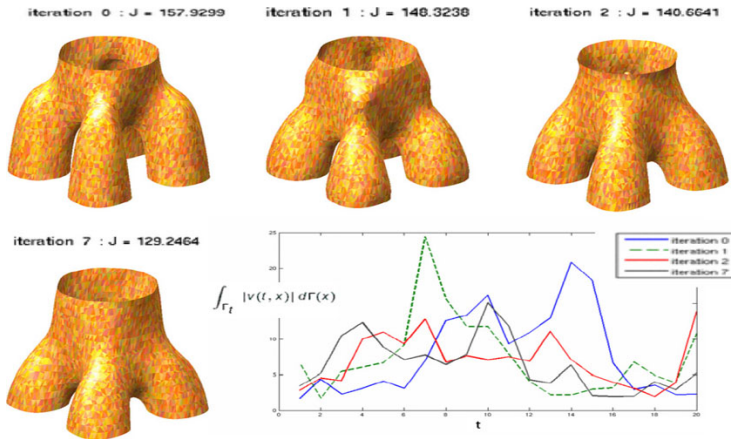 iteration 0 : J = 157.9299
iteration 1 : J = 148.3238
iteration 2 : J = 140.6641
iteration 7 : J = 129.2464
∫Γt |v(t, x)| dΓ(x)
25
20
15
10
5
0
0 2 4 6 8 10 12 14 16 18 20
t
iteration 0
iteration 1
iteration 2
iteration 7